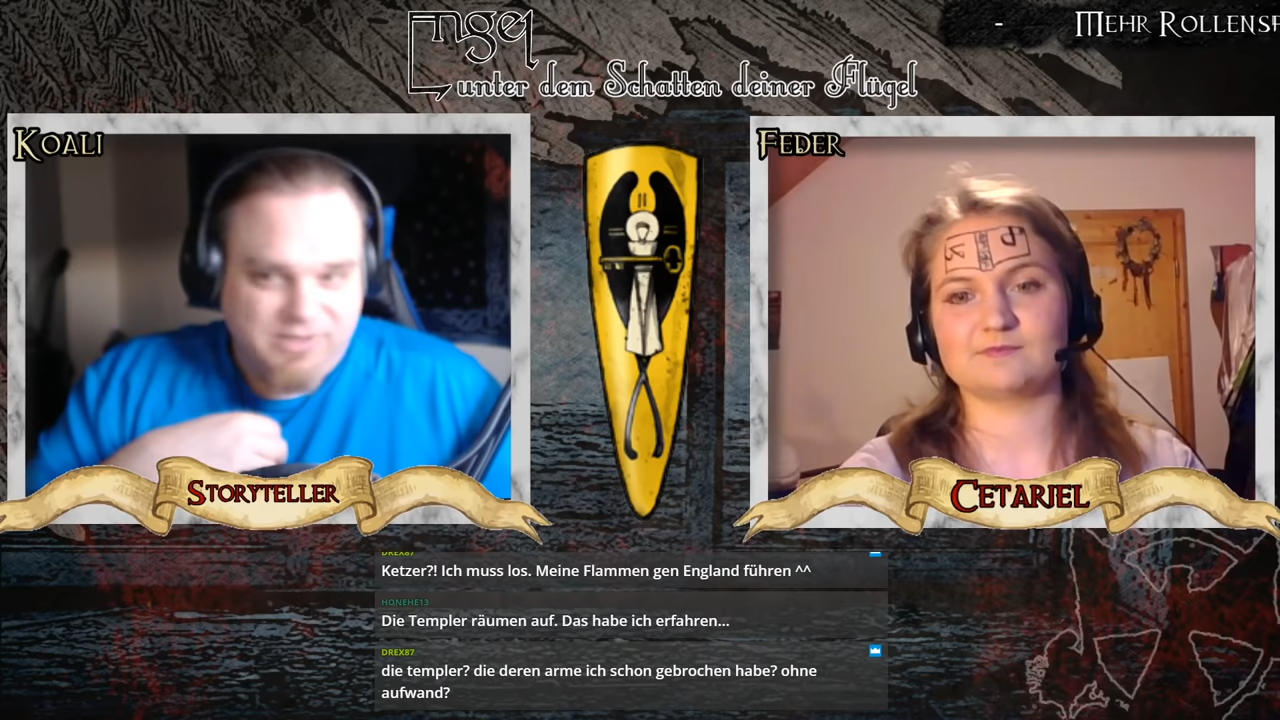 Engel
unter dem Schatten deiner Flügel
- Mehr Rollensp
Koali
Feder
Storyteller
Cetariel
DREX87
Ketzer?! Ich muss los. Meine Flammen gen England führen ^^
HONEHE13
Die Templer räumen auf. Das habe ich erfahren...
DREX87
die templer? die deren arme ich schon gebrochen habe? ohne
aufwand?